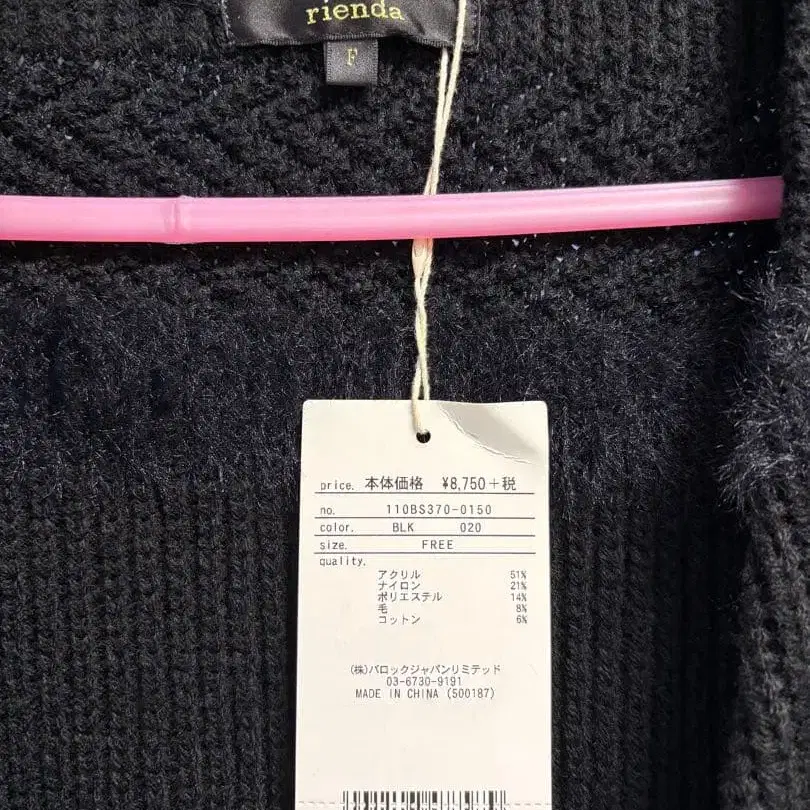 rienda
F
price. 本体価格 ¥8,750+税
no. 110BS370-0150
color. BLK 020
size. FREE
quality.
アクリル 51%
ナイロン 21%
ポリエステル 14%
毛 8%
コットン 6%
(株)バロックジャパンリミテッド
03-6730-9191
MADE IN CHINA (500187)